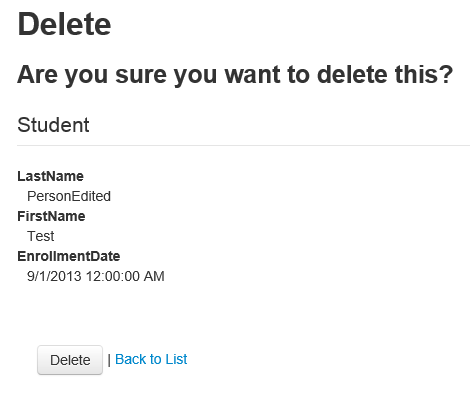 Delete
Are you sure you want to delete this?
Student
LastName
PersonEdited
FirstName
Test
EnrollmentDate
9/1/2013 12:00:00 AM
Delete | Back to List